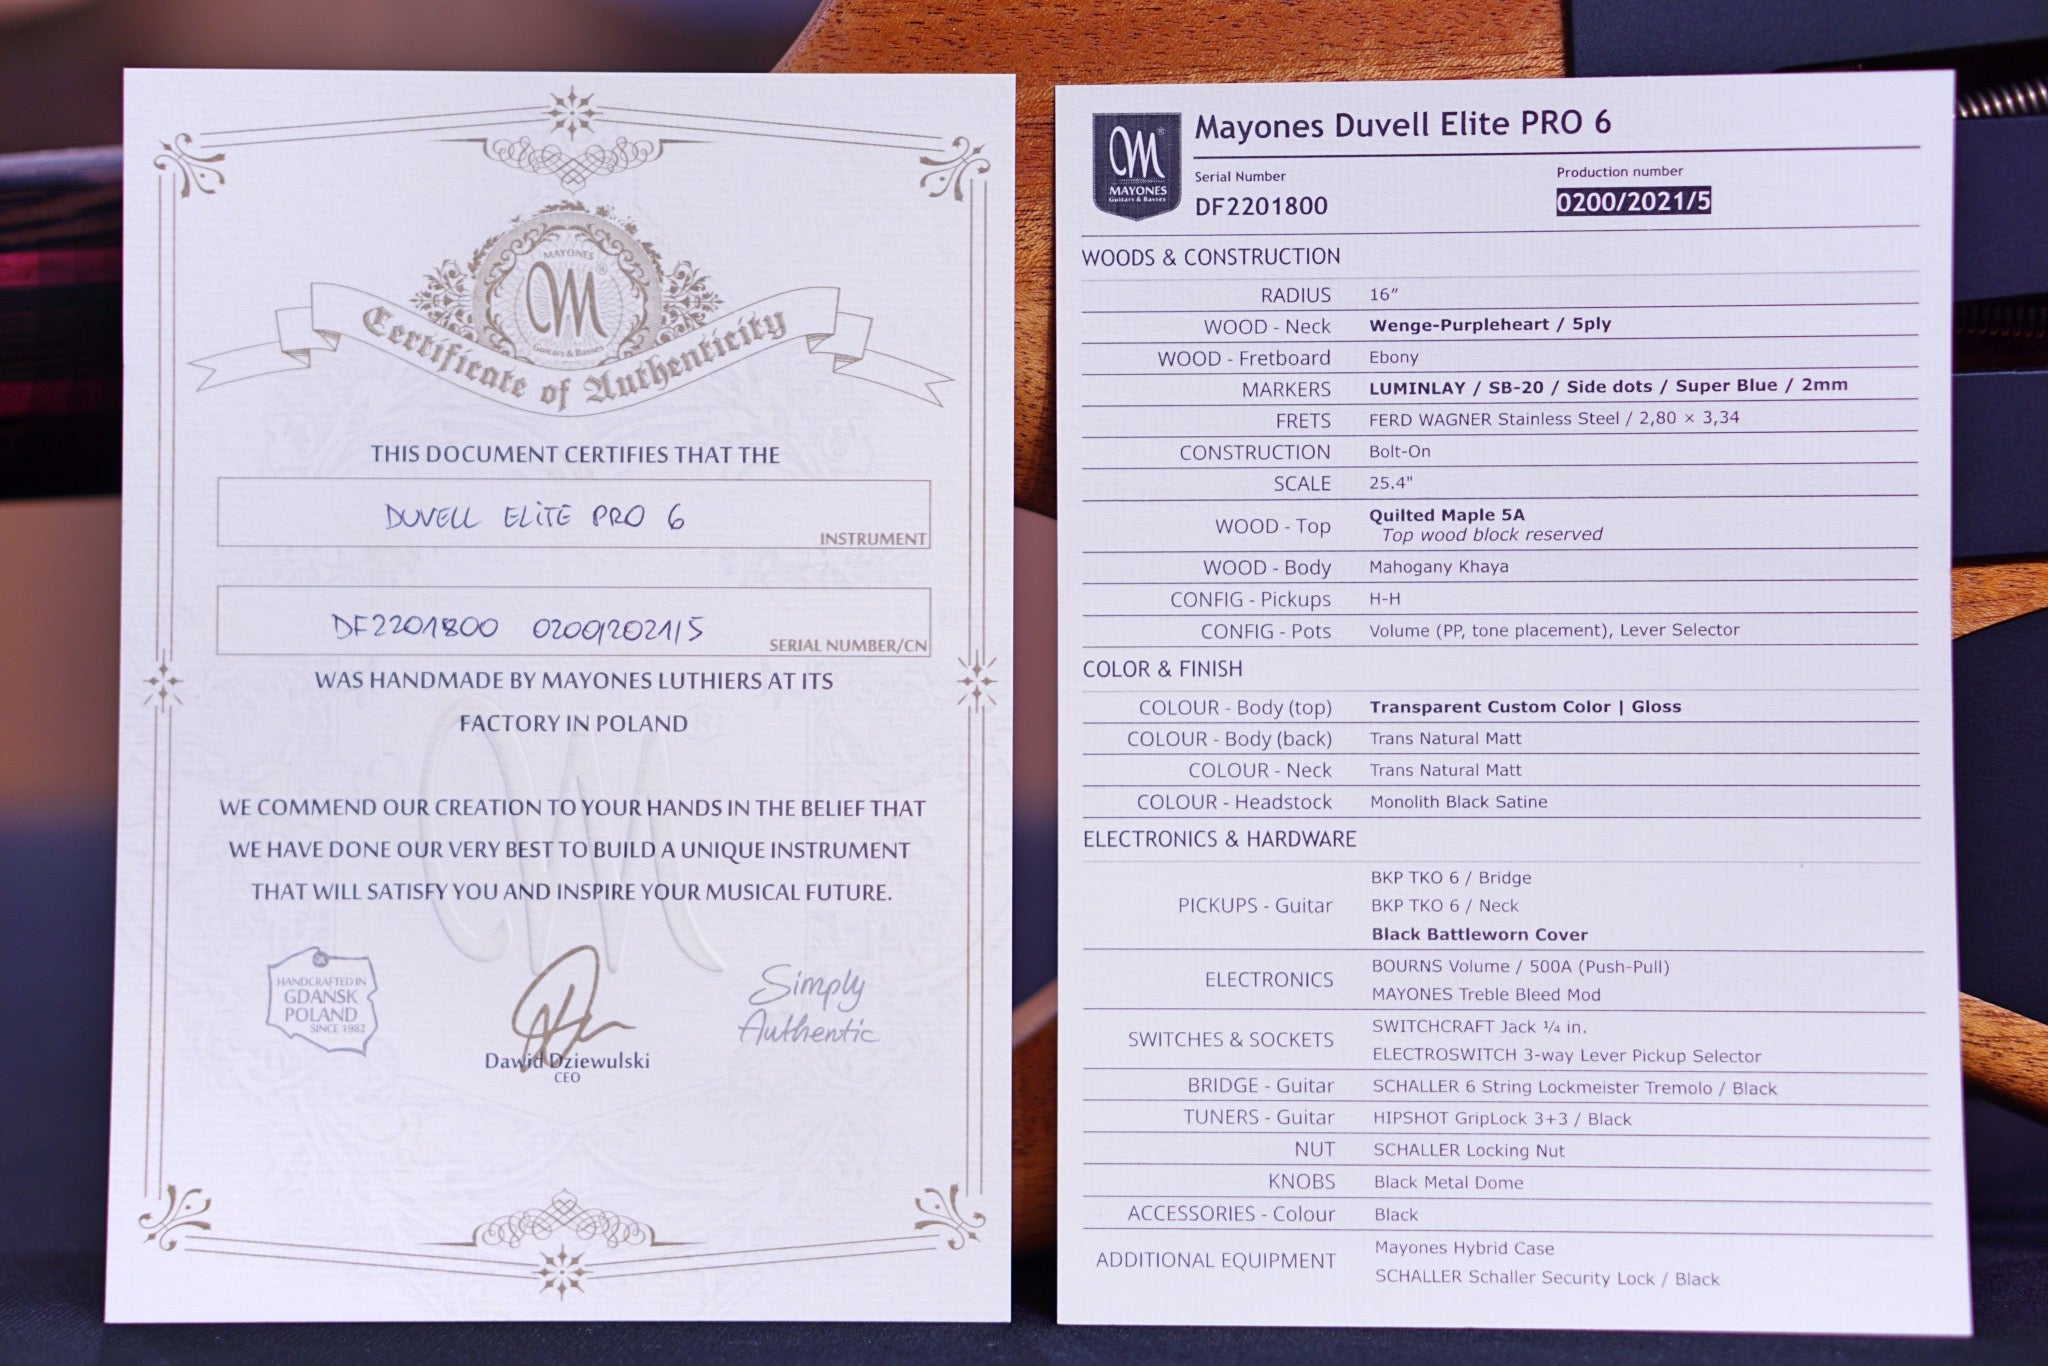 MAYONES
Guitars & Basses
Certificate of Authenticity
THIS DOCUMENT CERTIFIES THAT THE
DUVELL ELITE PRO 6
INSTRUMENT
DF2201800 0200/2021/5
SERIAL NUMBER/CN
WAS HANDMADE BY MAYONES LUTHIERS AT ITS
FACTORY IN POLAND
WE COMMEND OUR CREATION TO YOUR HANDS IN THE BELIEF THAT
WE HAVE DONE OUR VERY BEST TO BUILD A UNIQUE INSTRUMENT
THAT WILL SATISFY YOU AND INSPIRE YOUR MUSICAL FUTURE.
HANDCRAFTED IN
GDANSK
POLAND
SINCE 1982
Dawid Dziewulski
CEO
Simply
Authentic
M®
MAYONES
Guitars & Basses
Mayones Duvell Elite PRO 6
Serial Number Production number
DF2201800 0200/2021/5
WOODS & CONSTRUCTION
RADIUS 16"
WOOD - Neck Wenge-Purpleheart / 5ply
WOOD - Fretboard Ebony
MARKERS LUMINLAY / SB-20 / Side dots / Super Blue / 2mm
FRETS FERD WAGNER Stainless Steel / 2,80 × 3,34
CONSTRUCTION Bolt-On
SCALE 25.4"
WOOD - Top Quilted Maple 5A
Top wood block reserved
WOOD - Body Mahogany Khaya
CONFIG - Pickups H-H
CONFIG - Pots Volume (PP, tone placement), Lever Selector
COLOR & FINISH
COLOUR - Body (top) Transparent Custom Color | Gloss
COLOUR - Body (back) Trans Natural Matt
COLOUR - Neck Trans Natural Matt
COLOUR - Headstock Monolith Black Satine
ELECTRONICS & HARDWARE
PICKUPS - Guitar BKP TKO 6 / Bridge
BKP TKO 6 / Neck
Black Battleworn Cover
ELECTRONICS BOURNS Volume / 500A (Push-Pull)
MAYONES Treble Bleed Mod
SWITCHES & SOCKETS SWITCHCRAFT Jack ¼ in.
ELECTROSWITCH 3-way Lever Pickup Selector
BRIDGE - Guitar SCHALLER 6 String Lockmeister Tremolo / Black
TUNERS - Guitar HIPSHOT GripLock 3+3 / Black
NUT SCHALLER Locking Nut
KNOBS Black Metal Dome
ACCESSORIES - Colour Black
ADDITIONAL EQUIPMENT Mayones Hybrid Case
SCHALLER Schaller Security Lock / Black